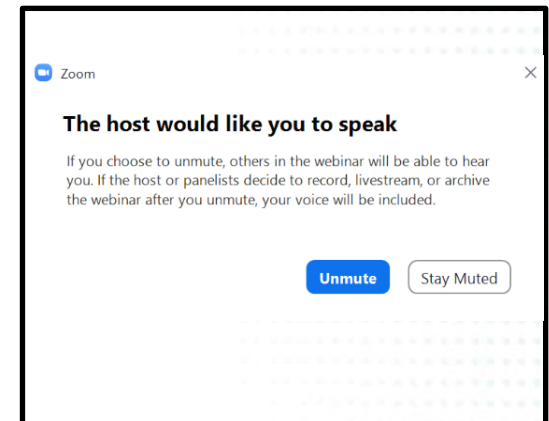 Zoom
The host would like you to speak
If you choose to unmute, others in the webinar will be able to hear
you. If the host or panelists decide to record, livestream, or archive
the webinar after you unmute, your voice will be included.
Unmute
Stay Muted